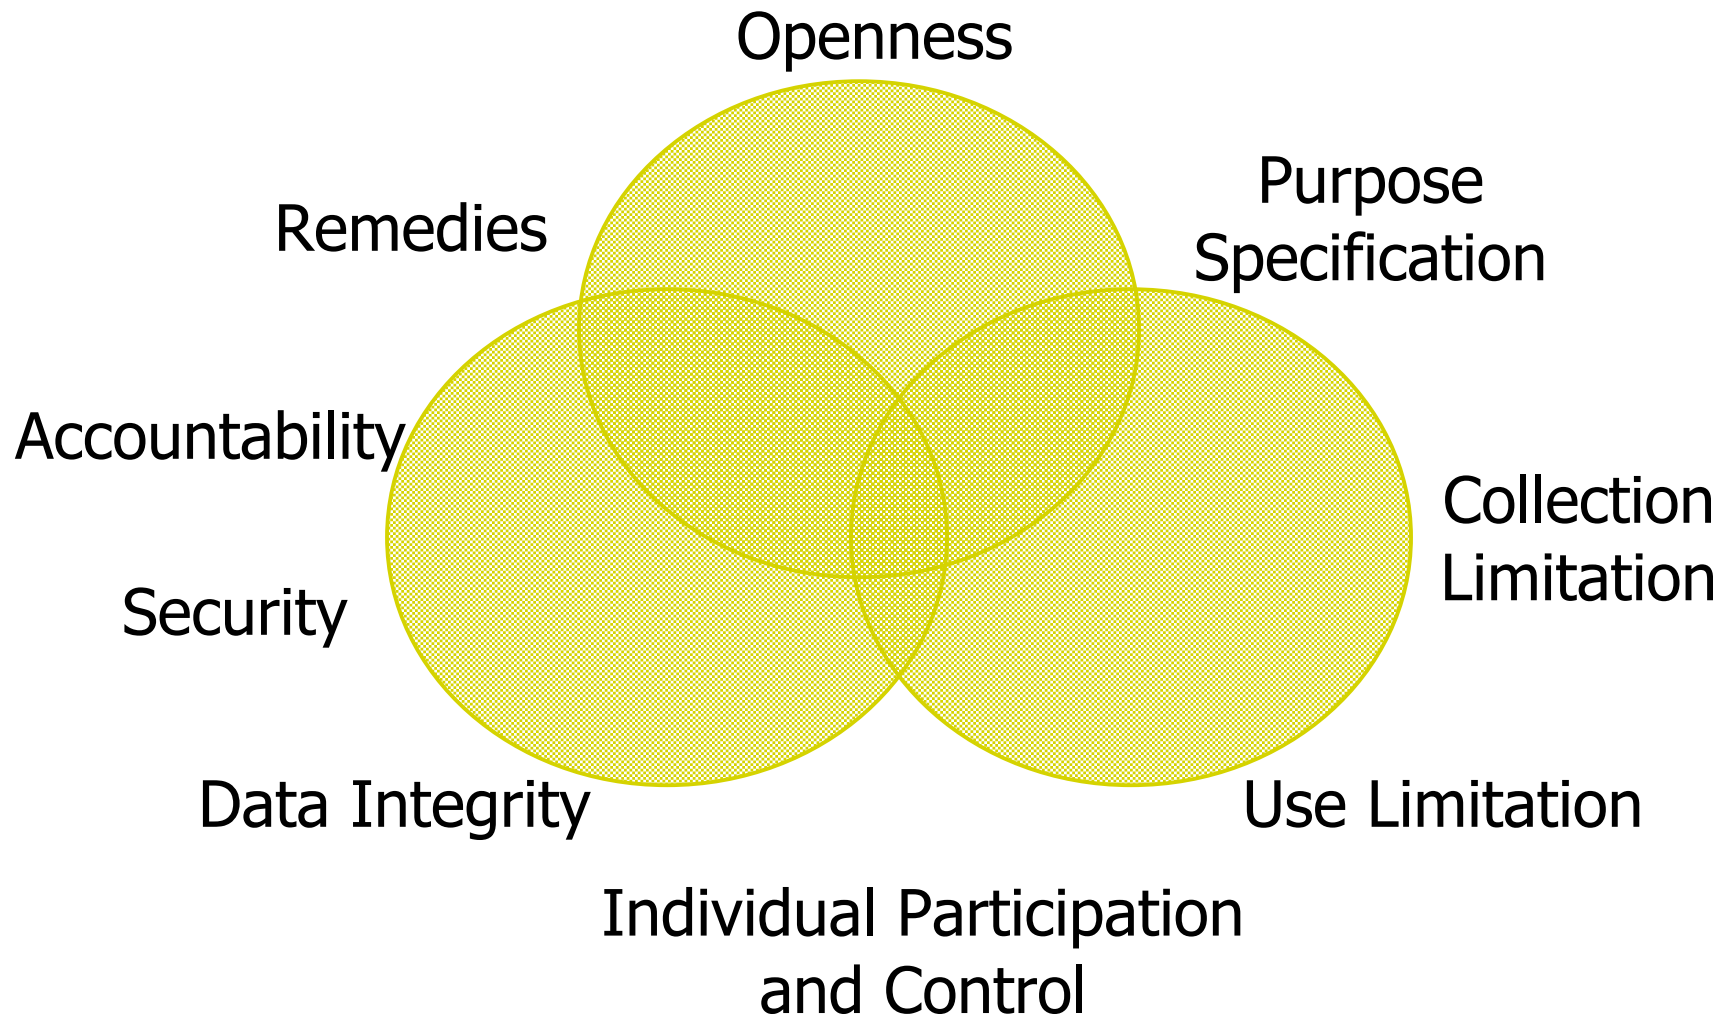 Openness
Purpose
Specification
Remedies
Accountability
Collection
Limitation
Security
Data Integrity
Use Limitation
Individual Participation
and Control